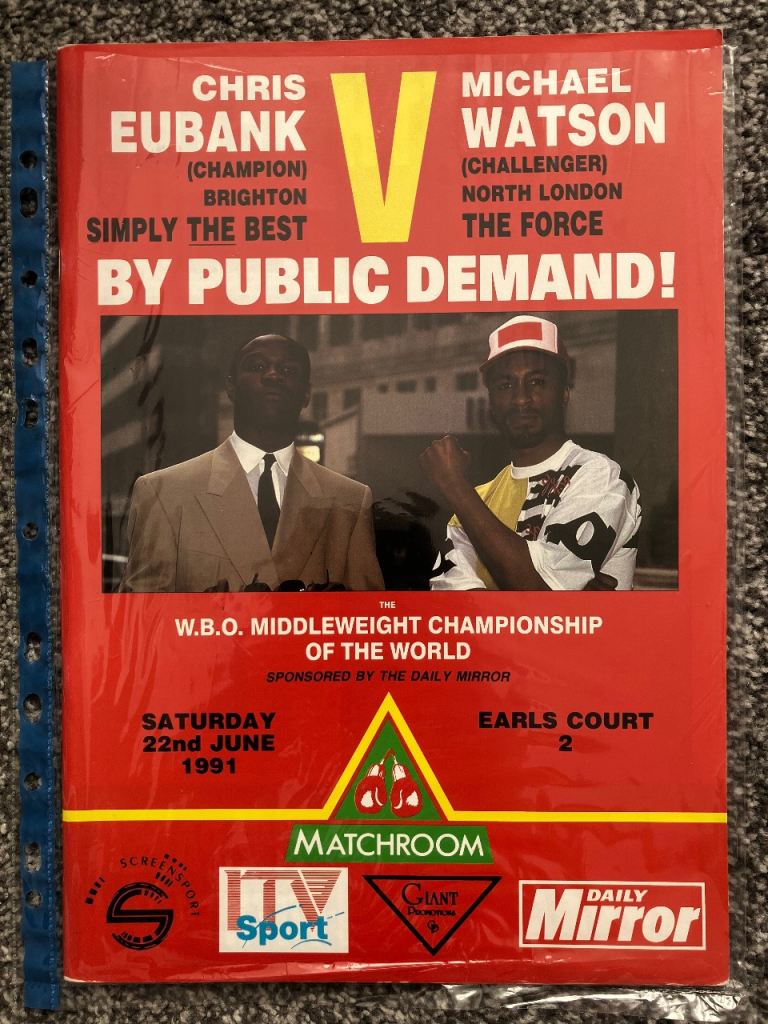 CHRIS
EUBANK
(CHAMPION)
BRIGHTON
SIMPLY THE BEST
V
MICHAEL
WATSON
(CHALLENGER)
NORTH LONDON
THE FORCE
BY PUBLIC DEMAND!
THE
W.B.O. MIDDLEWEIGHT CHAMPIONSHIP
OF THE WORLD
SPONSORED BY THE DAILY MIRROR
SATURDAY
22nd JUNE
1991
EARLS COURT
2
MATCHROOM
SCREENSPORT
S
ITV
Sport
GIANT
PROMOTIONS
GP
DAILY
Mirror